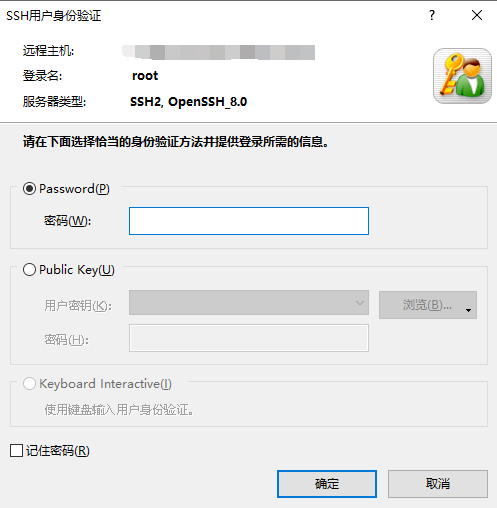 SSH用户身份验证
远程主机:
登录名: root
服务器类型: SSH2, OpenSSH_8.0
请在下面选择恰当的身份验证方法并提供登录所需的信息。
Password(P)
密码(W):
Public Key(U)
用户密钥(K): 浏览(B)...
密码(H):
Keyboard Interactive(I)
使用键盘输入用户身份验证。
记住密码(R)
确定 取消